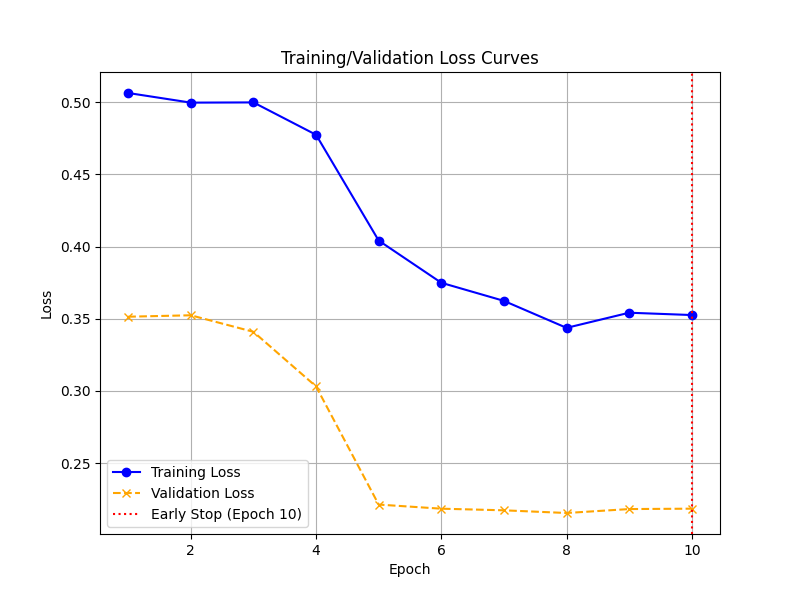 Training/Validation Loss Curves
0.50
0.45
0.40
0.35
0.30
0.25
Loss
Training Loss
Validation Loss
Early Stop (Epoch 10)
2
4
6
8
10
Epoch